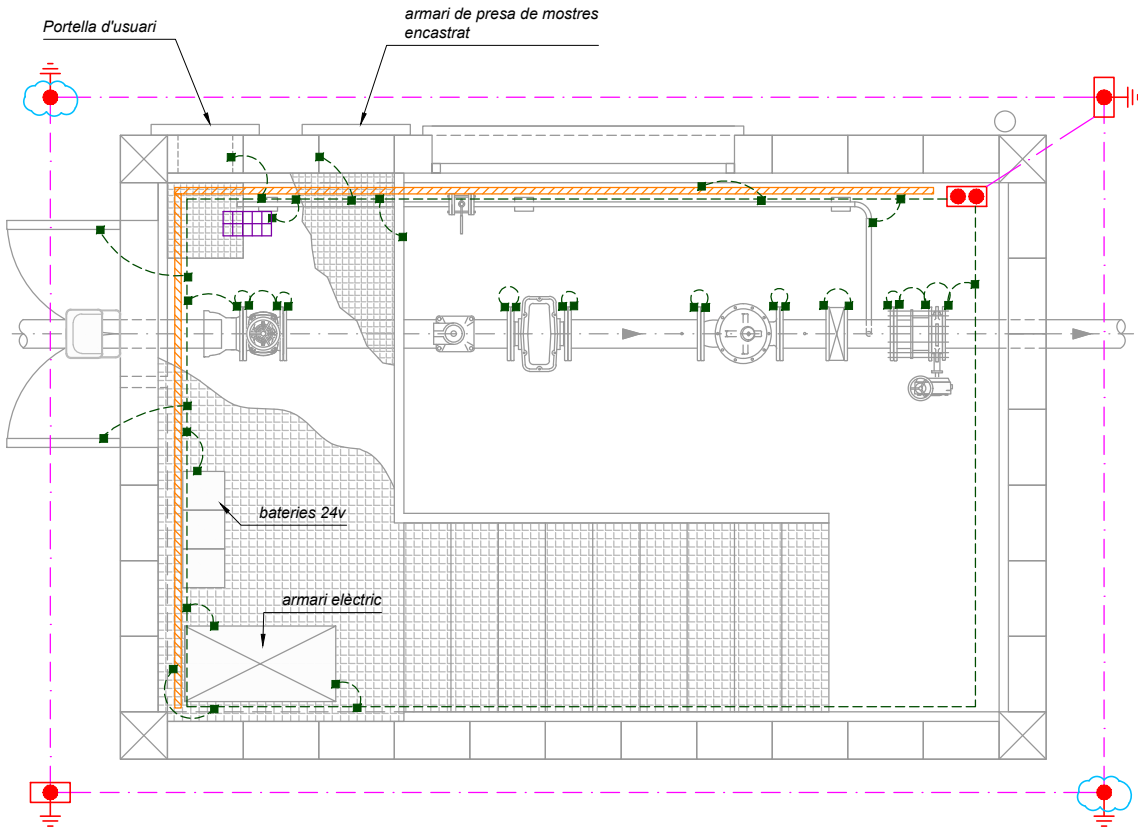 armari de presa de mostres
encastrat
Portella d'usuari
bateries 24v
armari elèctric